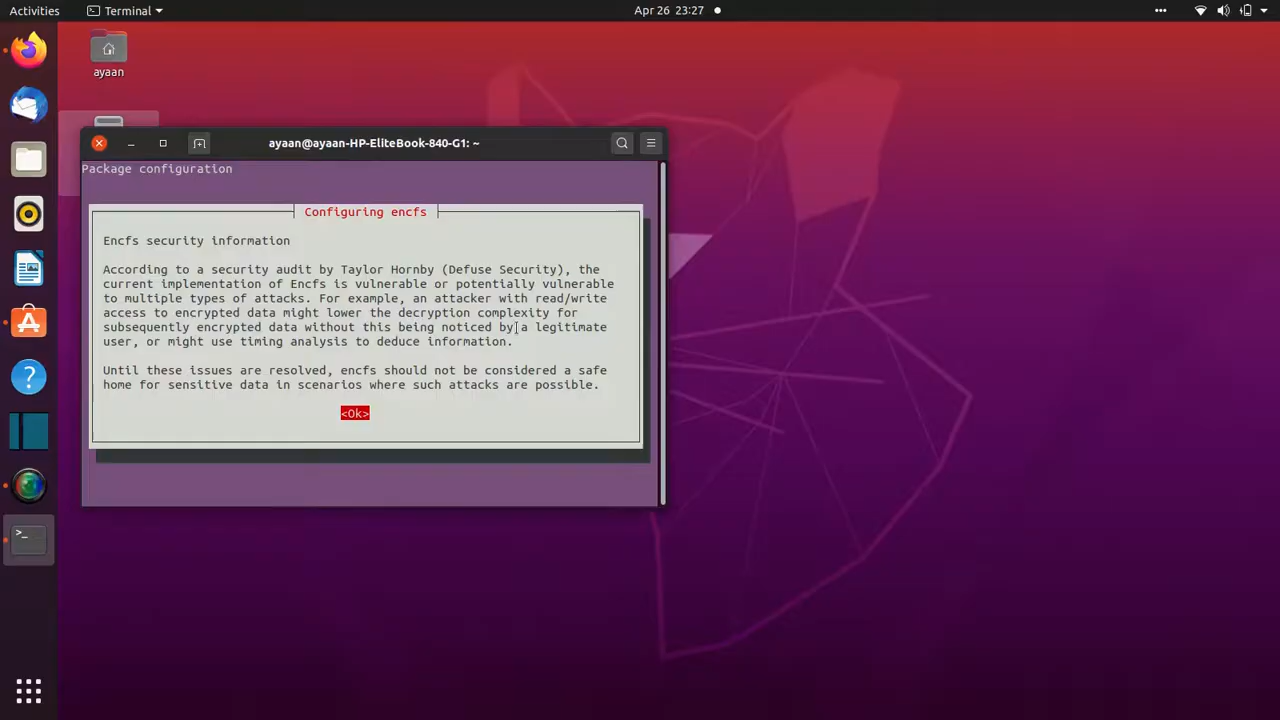 Activities
Terminal
Apr 26 23:27
ayaan
ayaan@ayaan-HP-EliteBook-840-G1: ~
Package configuration
Configuring encfs
Encfs security information
According to a security audit by Taylor Hornby (Defuse Security), the
current implementation of Encfs is vulnerable or potentially vulnerable
to multiple types of attacks. For example, an attacker with read/write
access to encrypted data might lower the decryption complexity for
subsequently encrypted data without this being noticed by a legitimate
user, or might use timing analysis to deduce information.
Until these issues are resolved, encfs should not be considered a safe
home for sensitive data in scenarios where such attacks are possible.
<Ok>